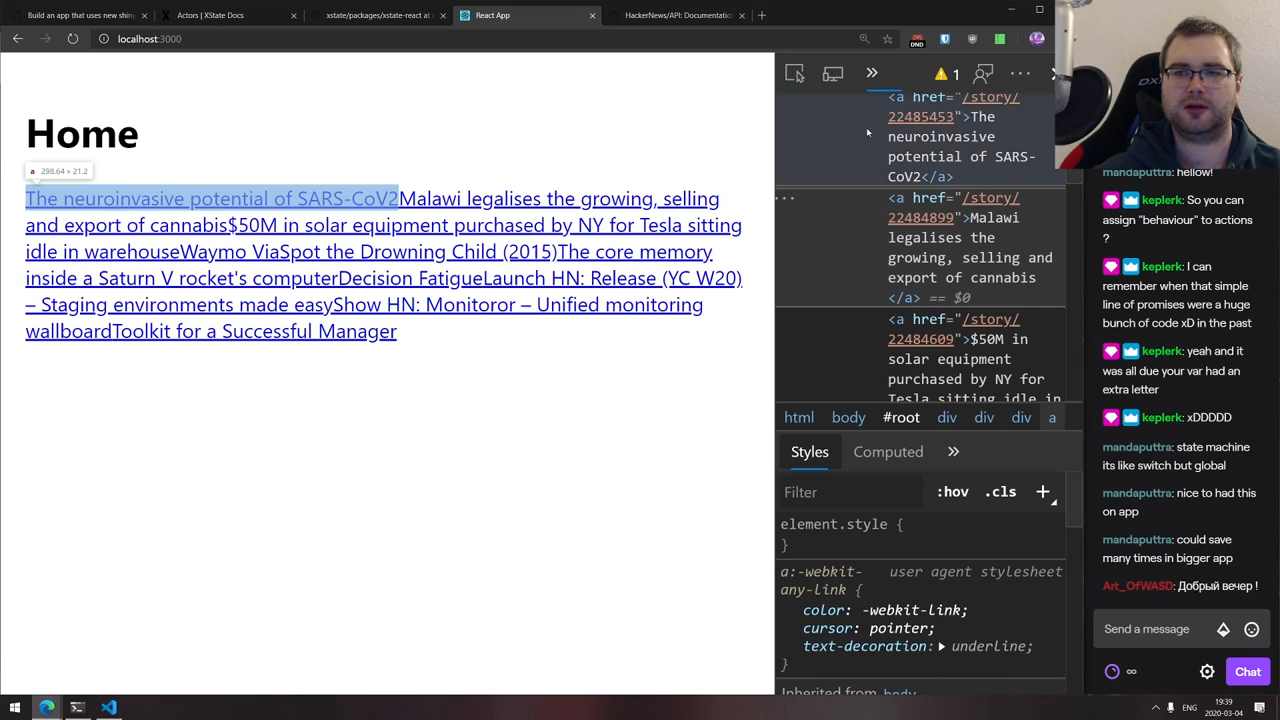 Build an app that uses new shiny
Actors | XState Docs
xstate/packages/xstate-react at
React App
HackerNews/API: Documentation
localhost:3000
DND
Home
a 298.64 × 21.2
The neuroinvasive potential of SARS-CoV2Malawi legalises the growing, selling
and export of cannabis$50M in solar equipment purchased by NY for Tesla sitting
idle in warehouseWaymo ViaSpot the Drowning Child (2015)The core memory
inside a Saturn V rocket's computerDecision FatigueLaunch HN: Release (YC W20)
– Staging environments made easyShow HN: Monitoror – Unified monitoring
wallboardToolkit for a Successful Manager
1
<a href="/story/
22485453">The
neuroinvasive
potential of SARS-
CoV2</a>
<a href="/story/
22484899">Malawi
legalises the
growing, selling and
export of cannabis
</a> == $0
<a href="/story/
22484609">$50M in
solar equipment
purchased by NY for
Tesla sitting idle in
html body #root div div div a
Styles Computed
Filter :hov .cls +
element.style {
}
a:-webkit- user agent stylesheet
any-link {
color: -webkit-link;
cursor: pointer;
text-decoration: underline;
}
Inherited from body
DXR
mandaputtra: hellow!
keplerk: So you can
assign "behaviour" to actions
?
keplerk: I can
remember when that simple
line of promises were a huge
bunch of code xD in the past
keplerk: yeah and it
was all due your var had an
extra letter
keplerk: xDDDDD
mandaputtra: state machine
its like switch but global
mandaputtra: nice to had this
on app
mandaputtra: could save
many times in bigger app
Art_OfWASD: Добрый вечер !
Send a message
∞
Chat
ENG
19:39
2020-03-04